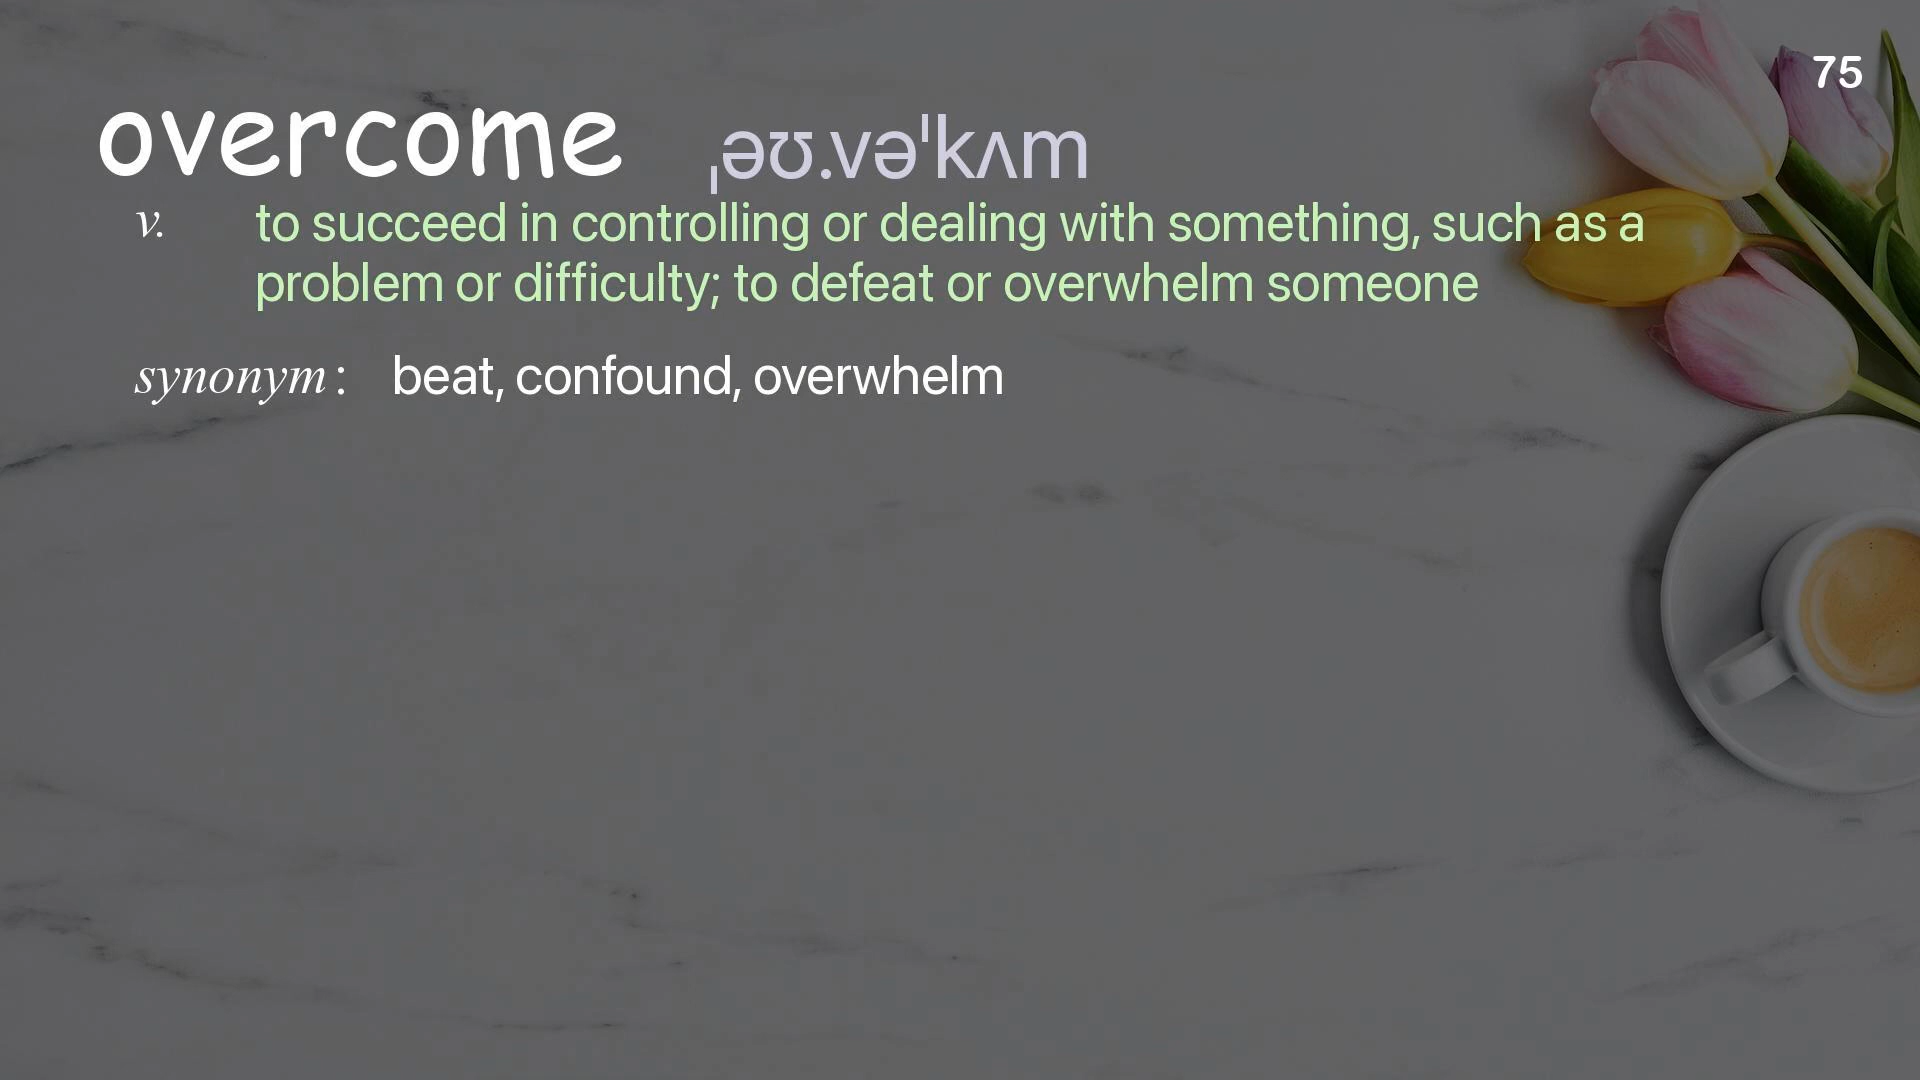 75
overcome ˌəʊ.vəˈkʌm
v. to succeed in controlling or dealing with something, such as a
problem or difficulty; to defeat or overwhelm someone
synonym : beat, confound, overwhelm